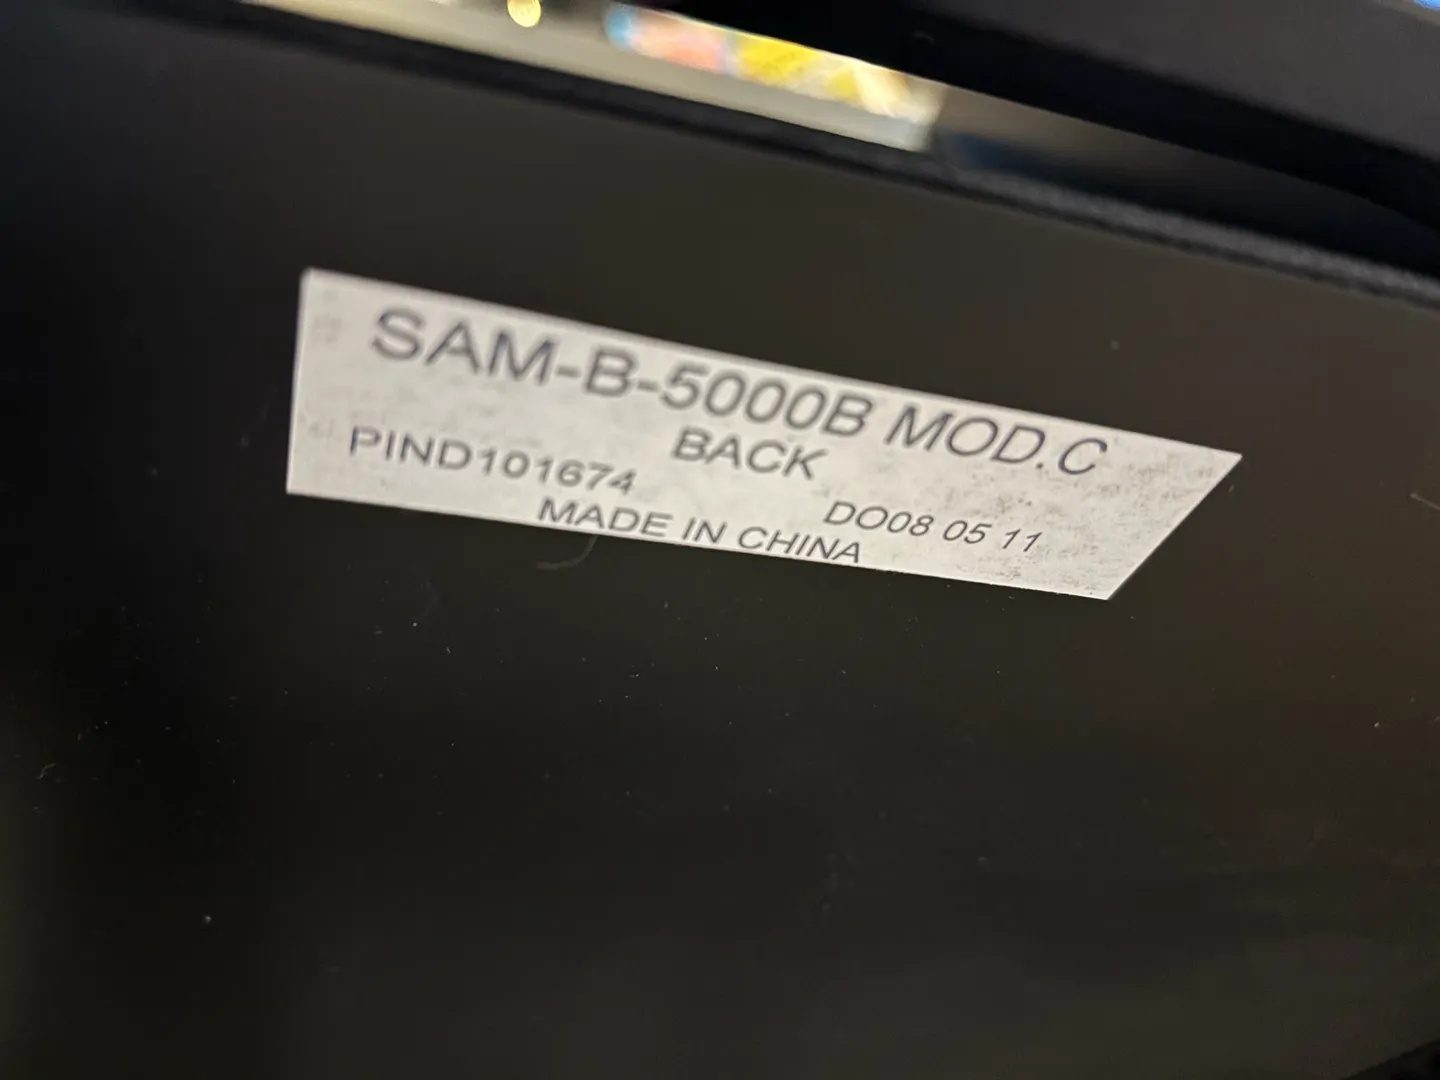 SAM-B-5000B MOD.C
BACK
PIND101674
DO08 05 11
MADE IN CHINA